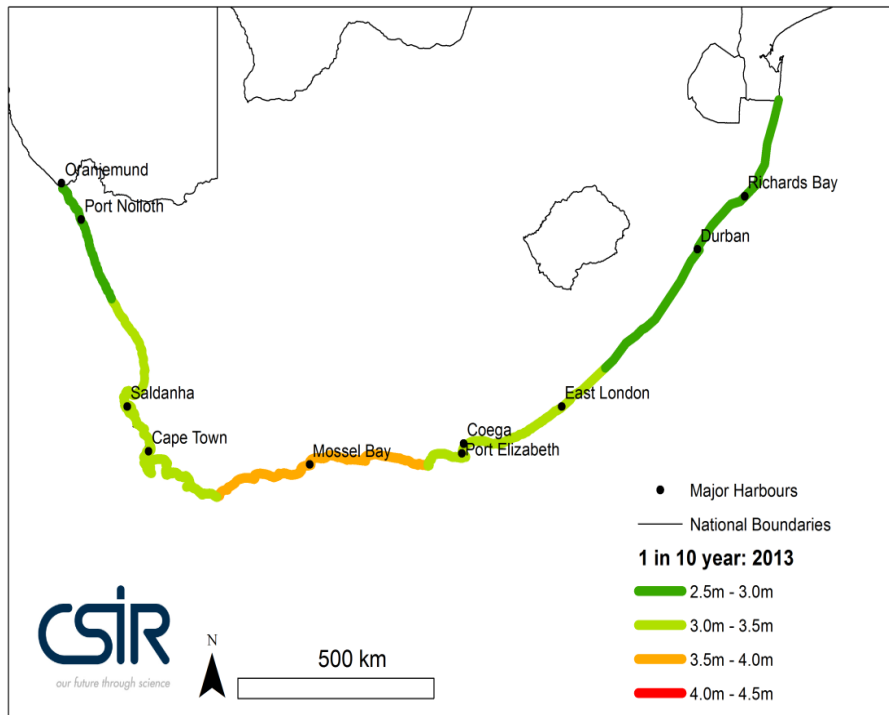 Oranjemund
Port Nolloth
Richards Bay
Durban
Saldanha
East London
Cape Town
Coega
Mossel Bay
Port Elizabeth
Major Harbours
National Boundaries
1 in 10 year: 2013
2.5m - 3.0m
3.0m - 3.5m
3.5m - 4.0m
4.0m - 4.5m
CSIR
our future through science
N
500 km